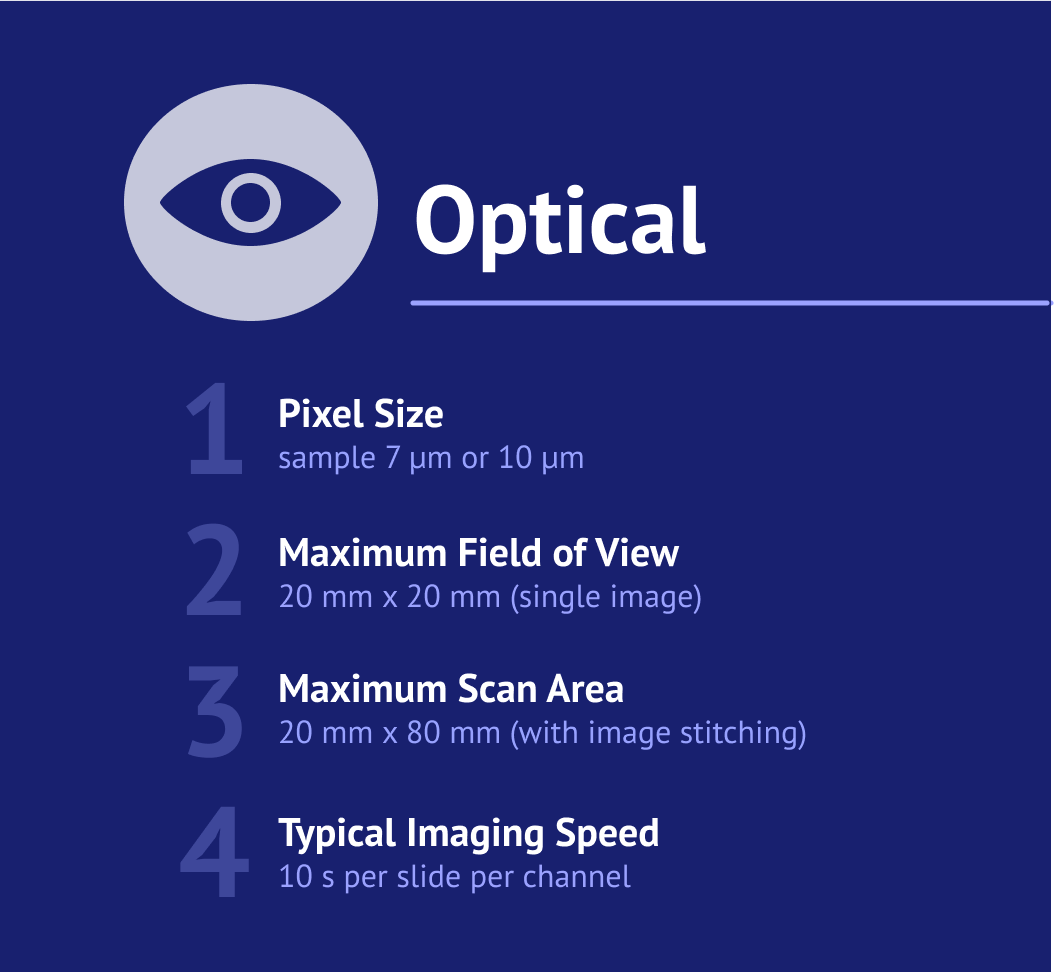 Optical
1
Pixel Size
sample 7 µm or 10 µm
2
Maximum Field of View
20 mm x 20 mm (single image)
3
Maximum Scan Area
20 mm x 80 mm (with image stitching)
4
Typical Imaging Speed
10 s per slide per channel